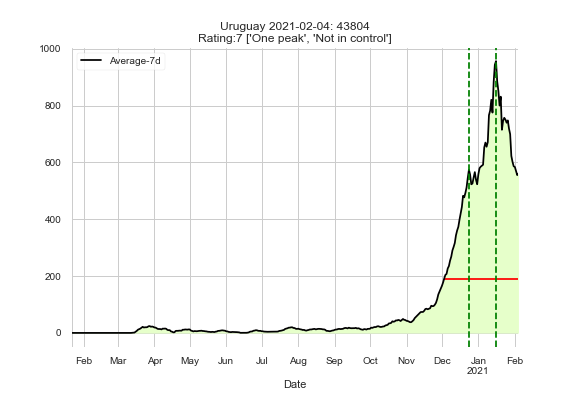 Uruguay 2021-02-04: 43804
Rating:7 ['One peak', 'Not in control']
1000
Average-7d
800
600
400
200
0
Feb Mar Apr May Jun Jul Aug Sep Oct Nov Dec Jan Feb
2021
Date